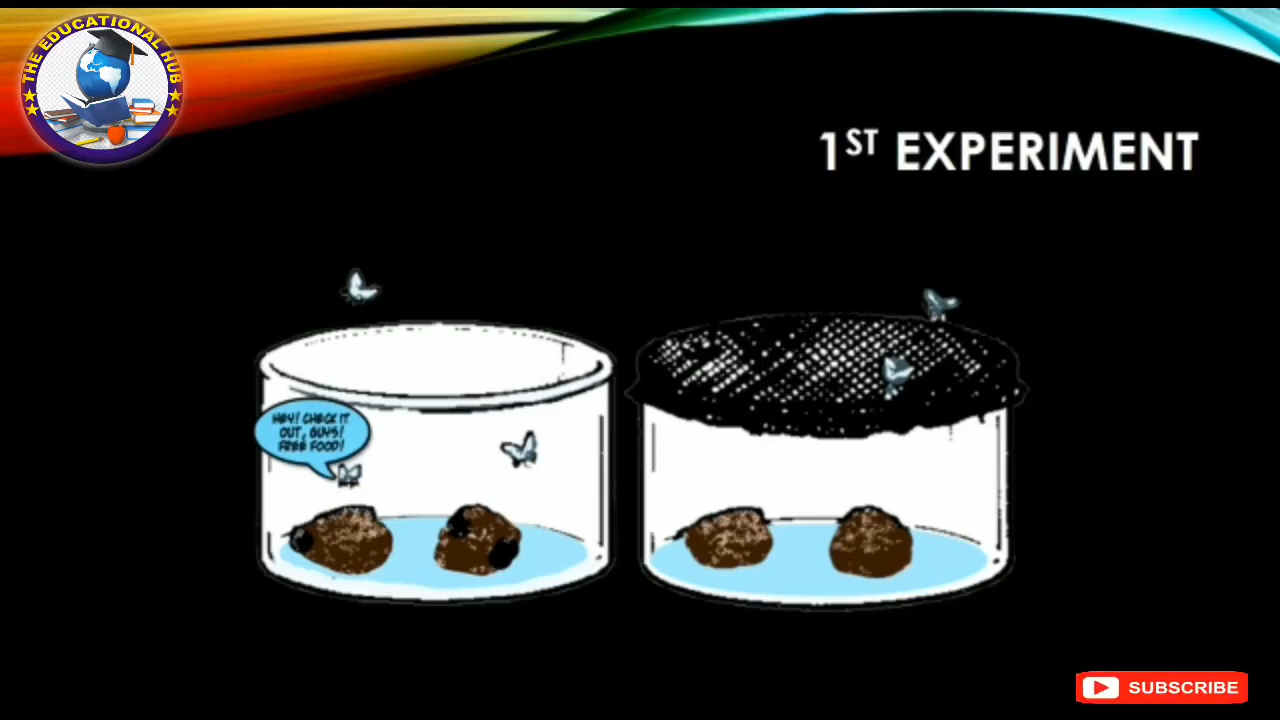 THE EDUCATIONAL HUB
1ST EXPERIMENT
HEY! CHECK IT
OUT, GUYS!
FREE FOOD!
SUBSCRIBE